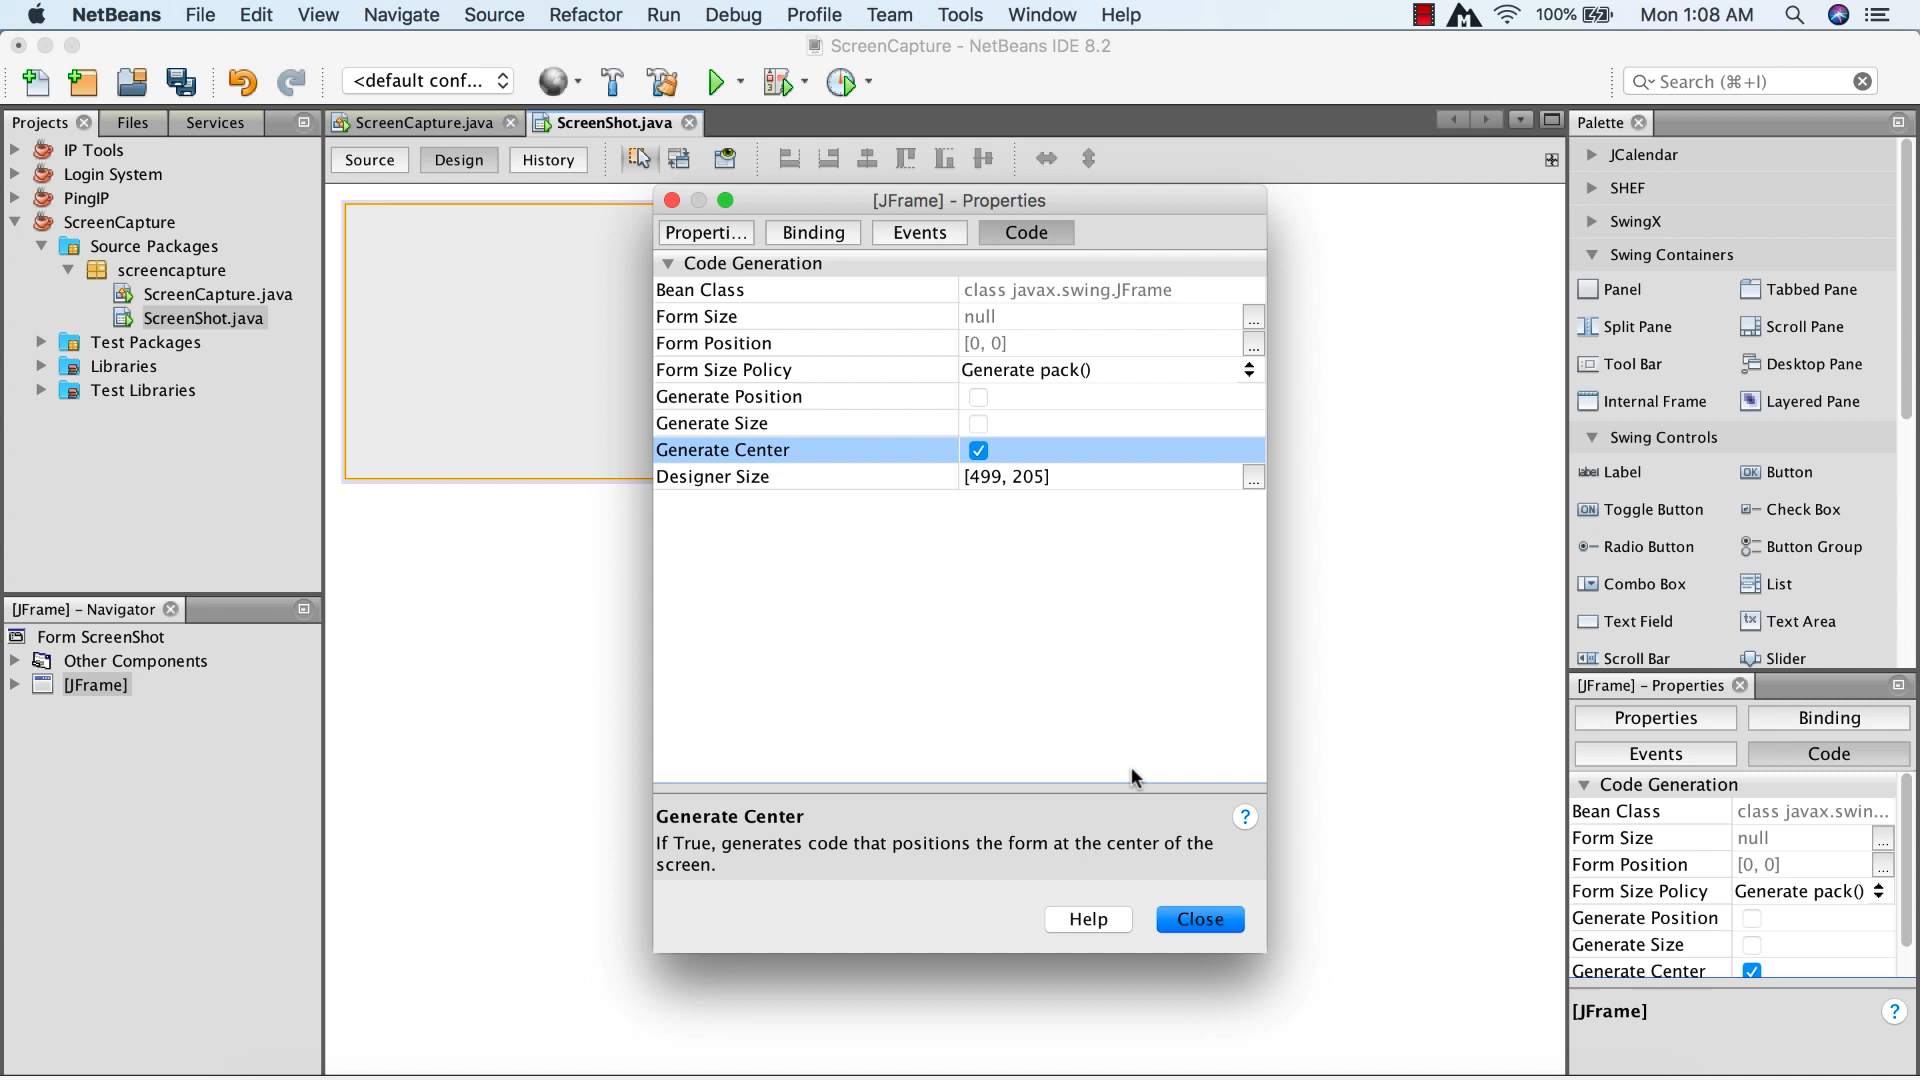 NetBeans File Edit View Navigate Source Refactor Run Debug Profile Team Tools Window Help 100% Mon 1:08 AM
ScreenCapture - NetBeans IDE 8.2
<default conf... Search (⌘+I)
Projects Files Services ScreenCapture.java ScreenShot.java Palette
Source Design History
IP Tools
Login System
PingIP
ScreenCapture
Source Packages
screencapture
ScreenCapture.java
ScreenShot.java
Test Packages
Libraries
Test Libraries
[JFrame] - Navigator
Form ScreenShot
Other Components
[JFrame]
[JFrame] - Properties
Properti... Binding Events Code
Code Generation
Bean Class class javax.swing.JFrame
Form Size null ...
Form Position [0, 0] ...
Form Size Policy Generate pack()
Generate Position
Generate Size
Generate Center
Designer Size [499, 205] ...
Generate Center ?
If True, generates code that positions the form at the center of the
screen.
Help Close
JCalendar
SHEF
SwingX
Swing Containers
Panel Tabbed Pane
Split Pane Scroll Pane
Tool Bar Desktop Pane
Internal Frame Layered Pane
Swing Controls
label Label OK Button
ON Toggle Button Check Box
Radio Button Button Group
Combo Box List
Text Field tx Text Area
Scroll Bar Slider
[JFrame] - Properties
Properties Binding
Events Code
Code Generation
Bean Class class javax.swin...
Form Size null ...
Form Position [0, 0] ...
Form Size Policy Generate pack()
Generate Position
Generate Size
Generate Center
[JFrame] ?